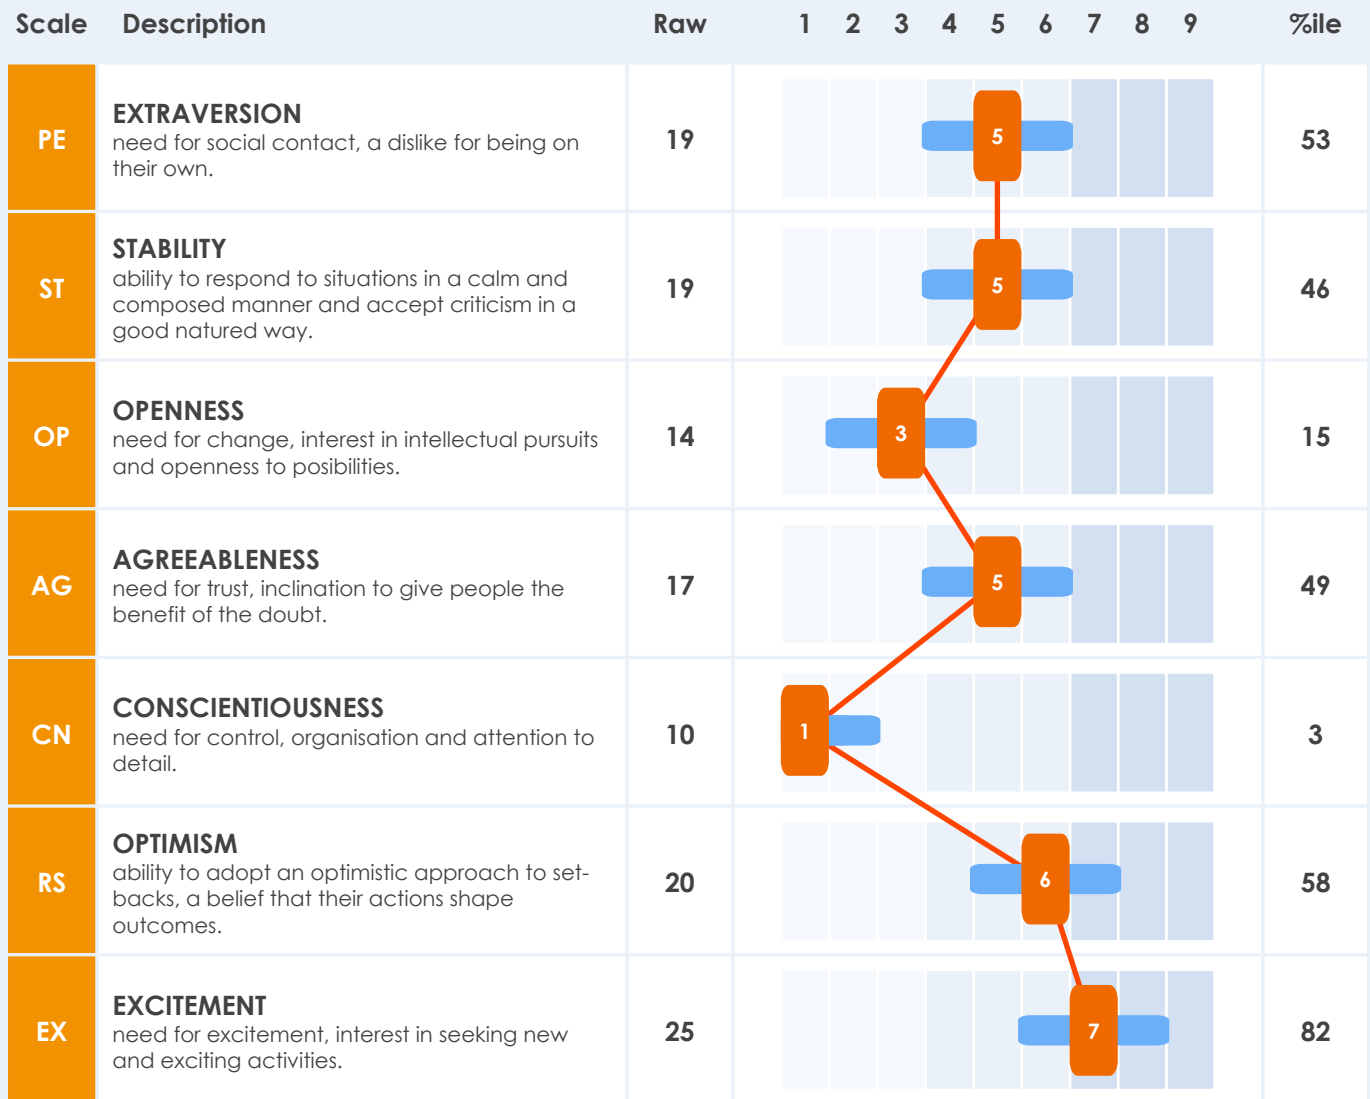 Scale Description Raw 1 2 3 4 5 6 7 8 9 %ile
PE
EXTRAVERSION
need for social contact, a dislike for being on
their own.
19
5
53
ST
STABILITY
ability to respond to situations in a calm and
composed manner and accept criticism in a
good natured way.
19
5
46
OP
OPENNESS
need for change, interest in intellectual pursuits
and openness to posibilities.
14
3
15
AG
AGREEABLENESS
need for trust, inclination to give people the
benefit of the doubt.
17
5
49
CN
CONSCIENTIOUSNESS
need for control, organisation and attention to
detail.
10
1
3
RS
OPTIMISM
ability to adopt an optimistic approach to set-
backs, a belief that their actions shape
outcomes.
20
6
58
EX
EXCITEMENT
need for excitement, interest in seeking new
and exciting activities.
25
7
82